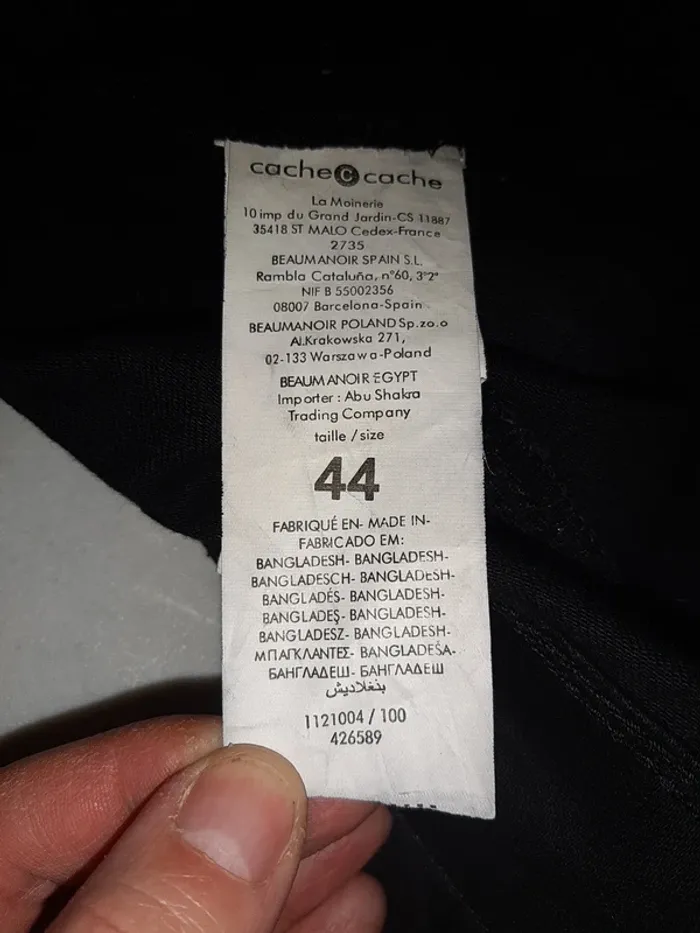 cache c cache
La Moinerie
10 imp du Grand Jardin-CS 11887
35418 ST MALO Cedex-France
2735
BEAUMANOIR SPAIN S.L.
Rambla Cataluña, n°60, 3°2ª
NIF B 55002356
08007 Barcelona-Spain
BEAUMANOIR POLAND Sp.zo.o
Al.Krakowska 271,
02-133 Warszawa-Poland
BEAUMANOIR EGYPT
Importer : Abu Shakra
Trading Company
taille / size
44
FABRIQUÉ EN- MADE IN-
FABRICADO EM:
BANGLADESH- BANGLADESH-
BANGLADESCH- BANGLADESH-
BANGLADÉS- BANGLADESH-
BANGLADEŞ- BANGLADESH-
BANGLADESZ- BANGLADESH-
ΜΠΑΓΚΛΑΝΤΕΣ- BANGLADEŠA-
БАНГЛАДЕШ- БАНГЛАДЕШ
بنغلاديش
1121004 / 100
426589